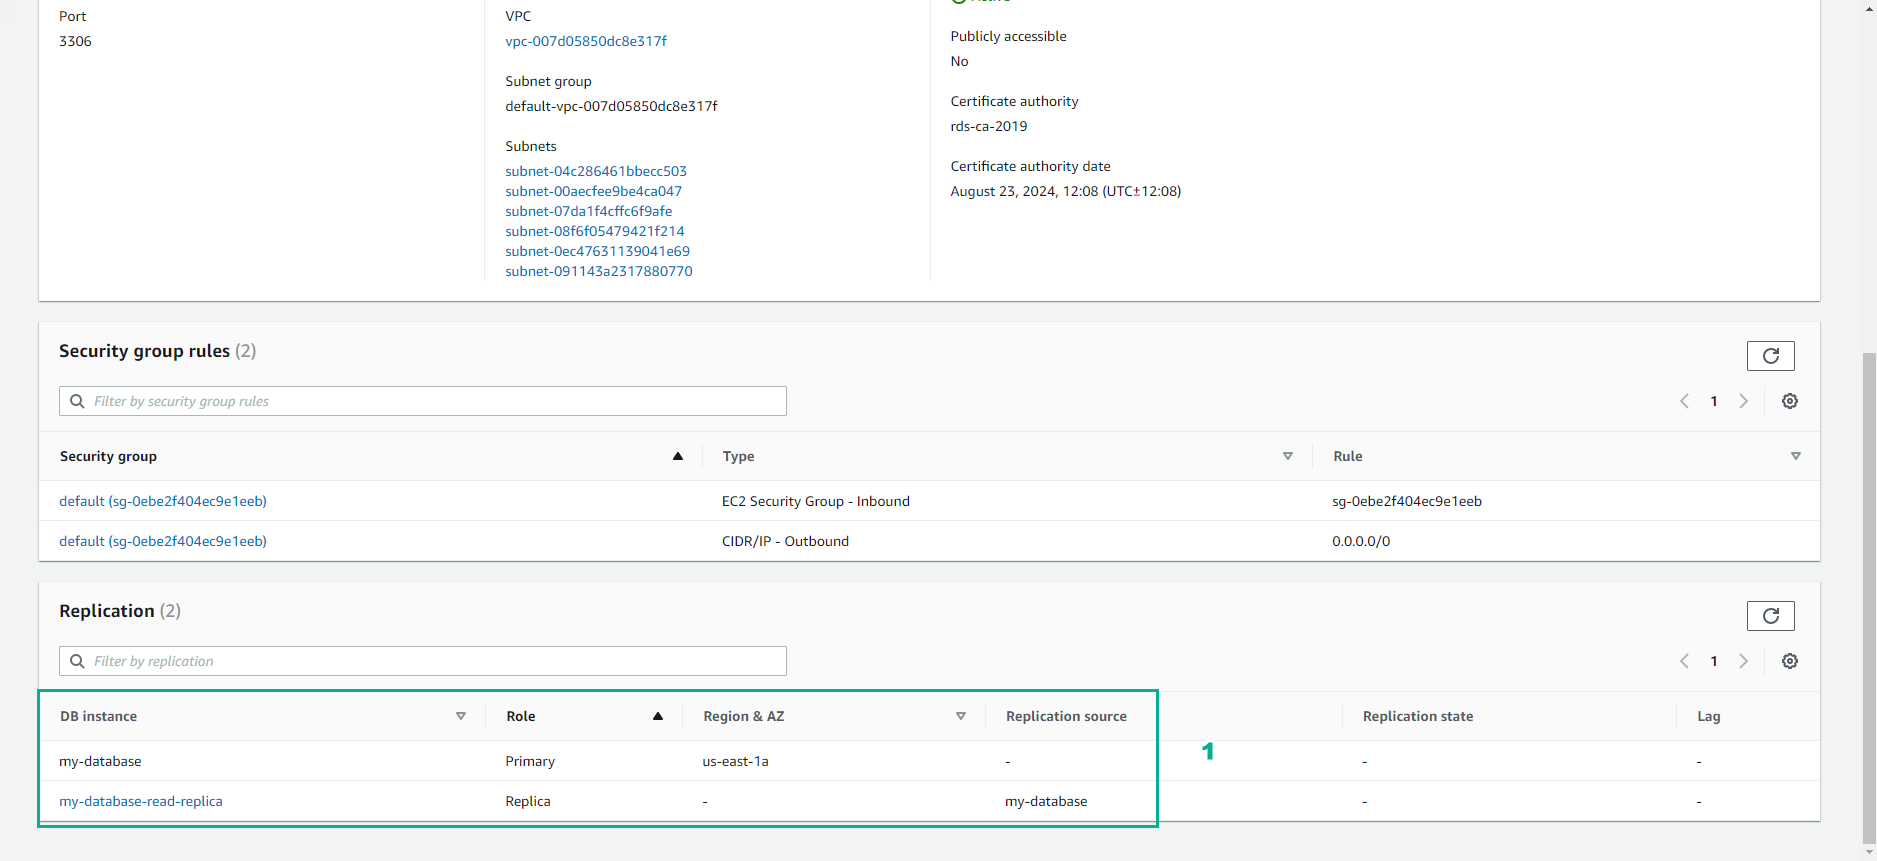 Port
3306
VPC
vpc-007d05850dc8e317f
Subnet group
default-vpc-007d05850dc8e317f
Subnets
subnet-04c286461bbecc503
subnet-00aecfee9be4ca047
subnet-07da1f4cffc6f9afe
subnet-08f6f05479421f214
subnet-0ec47631139041e69
subnet-091143a2317880770
Publicly accessible
No
Certificate authority
rds-ca-2019
Certificate authority date
August 23, 2024, 12:08 (UTC±12:08)
Security group rules (2)
Filter by security group rules
1
Security group Type Rule
default (sg-0ebe2f404ec9e1eeb) EC2 Security Group - Inbound sg-0ebe2f404ec9e1eeb
default (sg-0ebe2f404ec9e1eeb) CIDR/IP - Outbound 0.0.0.0/0
Replication (2)
Filter by replication
1
DB instance Role Region & AZ Replication source Replication state Lag
1
my-database Primary us-east-1a - - -
my-database-read-replica Replica - my-database - -